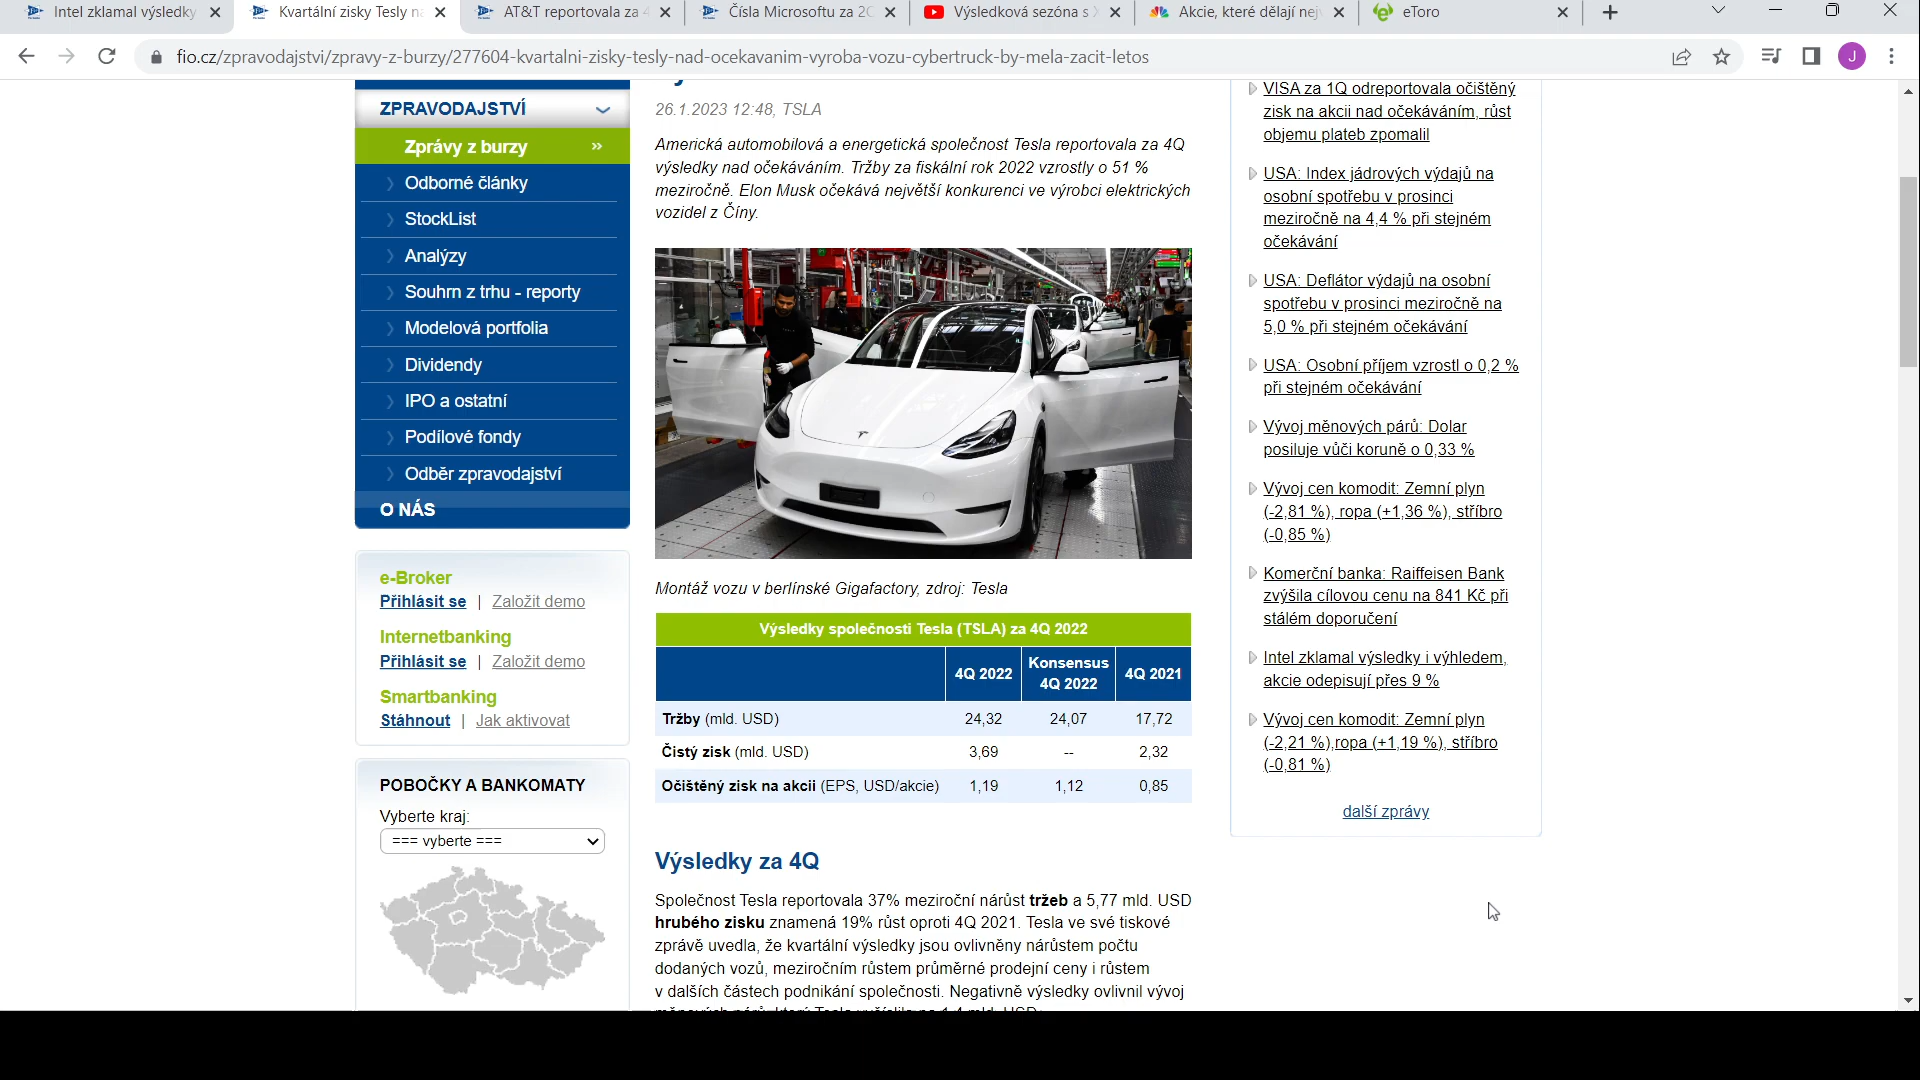 Intel zklamal výsledky
Kvartální zisky Tesly n
AT&T reportovala za 4
Čísla Microsoftu za 2
Výsledková sezóna s
Akcie, které dělají nej
eToro
fio.cz/zpravodajstvi/zpravy-z-burzy/277604-kvartalni-zisky-tesly-nad-ocekavanim-vyroba-vozu-cybertruck-by-mela-zacit-letos
J
ZPRAVODAJSTVÍ
Zprávy z burzy
Odborné články
StockList
Analýzy
Souhrn z trhu - reporty
Modelová portfolia
Dividendy
IPO a ostatní
Podílové fondy
Odběr zpravodajství
O NÁS
e-Broker
Přihlásit se | Založit demo
Internetbanking
Přihlásit se | Založit demo
Smartbanking
Stáhnout | Jak aktivovat
POBOČKY A BANKOMATY
Vyberte kraj:
=== vyberte ===
26.1.2023 12:48, TSLA
Americká automobilová a energetická společnost Tesla reportovala za 4Q
výsledky nad očekáváním. Tržby za fiskální rok 2022 vzrostly o 51 %
meziročně. Elon Musk očekává největší konkurenci ve výrobci elektrických
vozidel z Číny.
Montáž vozu v berlínské Gigafactory, zdroj: Tesla
Výsledky společnosti Tesla (TSLA) za 4Q 2022
4Q 2022 Konsensus 4Q 2021
4Q 2022
Tržby (mld. USD) 24,32 24,07 17,72
Čistý zisk (mld. USD) 3,69 -- 2,32
Očištěný zisk na akcii (EPS, USD/akcie) 1,19 1,12 0,85
Výsledky za 4Q
Společnost Tesla reportovala 37% meziroční nárůst tržeb a 5,77 mld. USD
hrubého zisku znamená 19% růst oproti 4Q 2021. Tesla ve své tiskové
zprávě uvedla, že kvartální výsledky jsou ovlivněny nárůstem počtu
dodaných vozů, meziročním růstem průměrné prodejní ceny i růstem
v dalších částech podnikání společnosti. Negativně výsledky ovlivnil vývoj
VISA za 1Q odreportovala očištěný
zisk na akcii nad očekáváním, růst
objemu plateb zpomalil
USA: Index jádrových výdajů na
osobní spotřebu v prosinci
meziročně na 4,4 % při stejném
očekávání
USA: Deflátor výdajů na osobní
spotřebu v prosinci meziročně na
5,0 % při stejném očekávání
USA: Osobní příjem vzrostl o 0,2 %
při stejném očekávání
Vývoj měnových párů: Dolar
posiluje vůči koruně o 0,33 %
Vývoj cen komodit: Zemní plyn
(-2,81 %), ropa (+1,36 %), stříbro
(-0,85 %)
Komerční banka: Raiffeisen Bank
zvýšila cílovou cenu na 841 Kč při
stálém doporučení
Intel zklamal výsledky i výhledem,
akcie odepisují přes 9 %
Vývoj cen komodit: Zemní plyn
(-2,21 %),ropa (+1,19 %), stříbro
(-0,81 %)
další zprávy